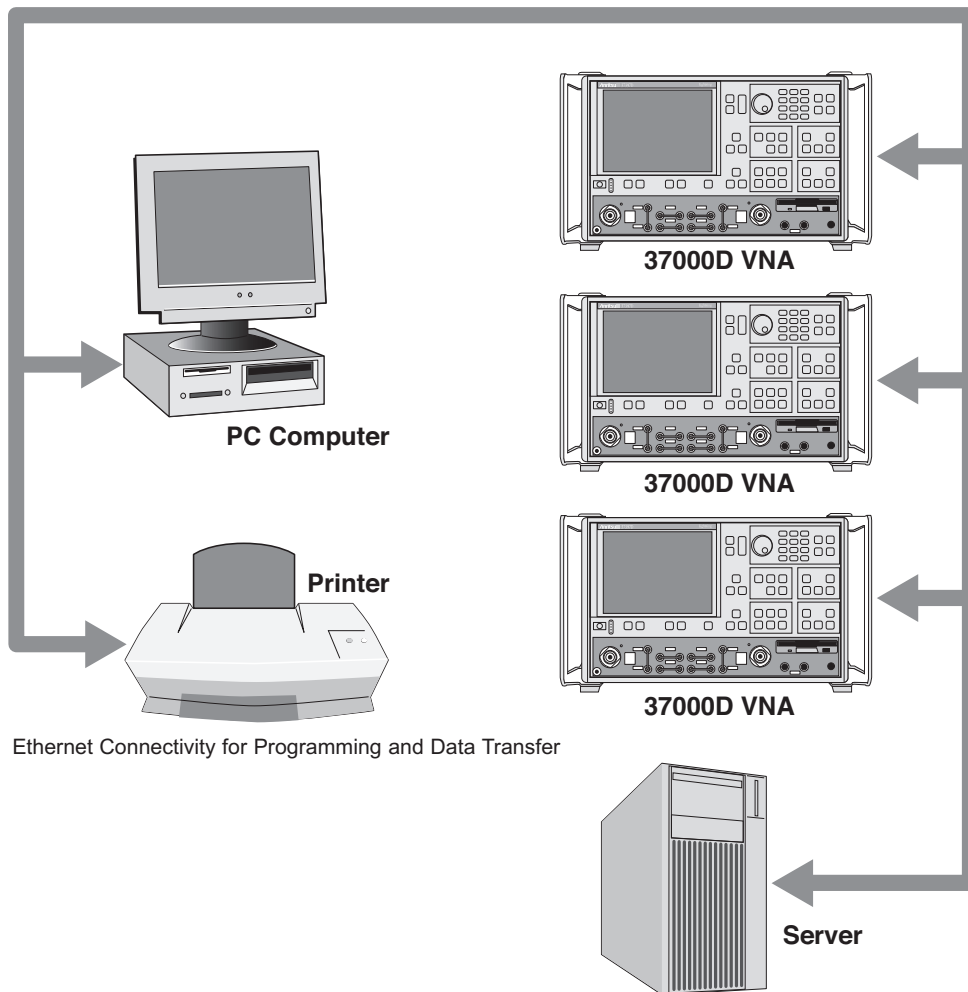 37000D VNA
PC Computer
37000D VNA
Printer
37000D VNA
Ethernet Connectivity for Programming and Data Transfer
Server